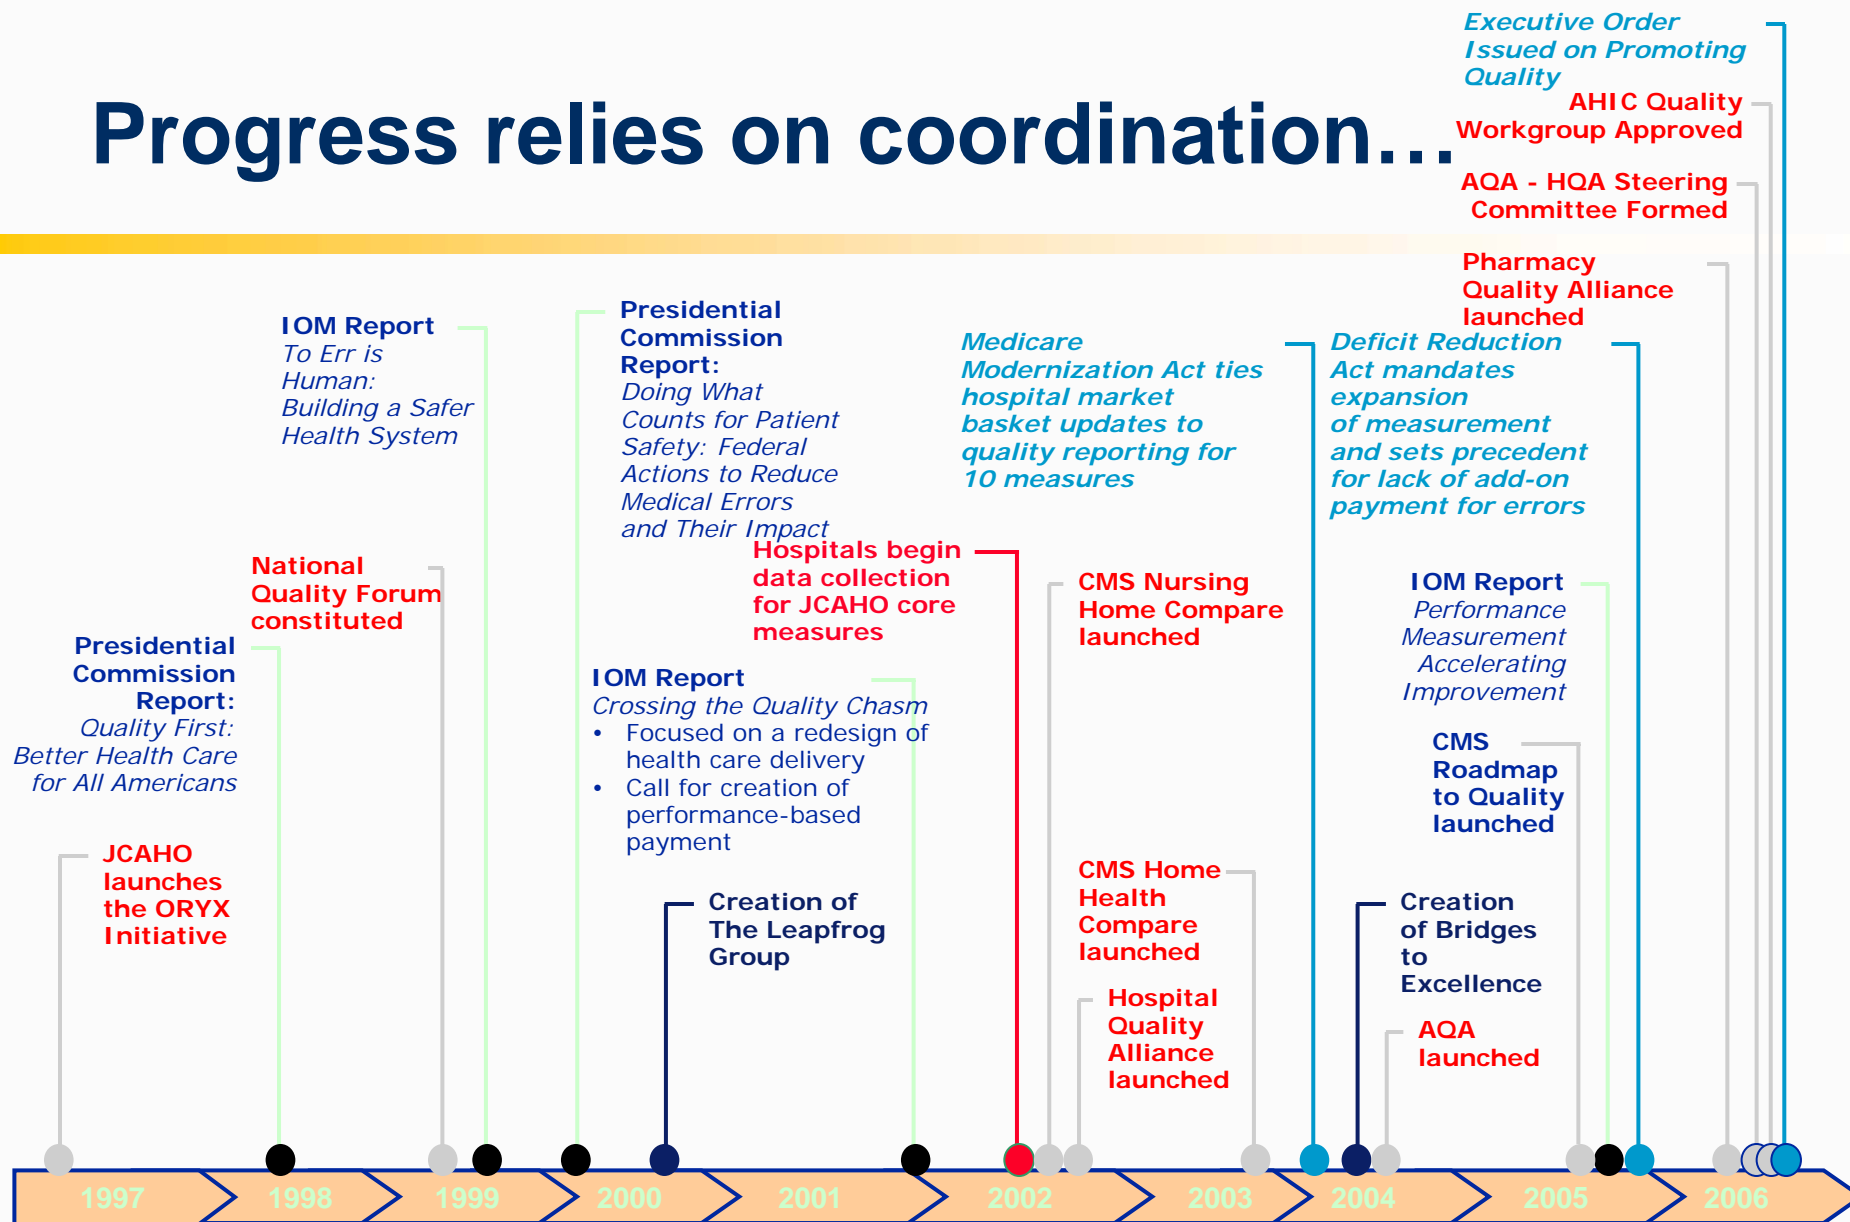 Progress relies on coordination...
Executive Order
Issued on Promoting
Quality
AHIC Quality
Workgroup Approved
AQA - HQA Steering
Committee Formed
Pharmacy
Quality Alliance
launched
IOM Report
To Err is
Human:
Building a Safer
Health System
Presidential
Commission
Report:
Doing What
Counts for Patient
Safety: Federal
Actions to Reduce
Medical Errors
and Their Impact
Medicare
Modernization Act ties
hospital market
basket updates to
quality reporting for
10 measures
Deficit Reduction
Act mandates
expansion
of measurement
and sets precedent
for lack of add-on
payment for errors
National
Quality Forum
constituted
Hospitals begin
data collection
for JCAHO core
measures
CMS Nursing
Home Compare
launched
IOM Report
Performance
Measurement
Accelerating
Improvement
Presidential
Commission
Report:
Quality First:
Better Health Care
for All Americans
IOM Report
Crossing the Quality Chasm
• Focused on a redesign of
health care delivery
• Call for creation of
performance-based
payment
CMS
Roadmap
to Quality
launched
JCAHO
launches
the ORYX
Initiative
Creation of
The Leapfrog
Group
CMS Home
Health
Compare
launched
Creation
of Bridges
to
Excellence
Hospital
Quality
Alliance
launched
AQA
launched
1997 1998 1999 2000 2001 2002 2003 2004 2005 2006